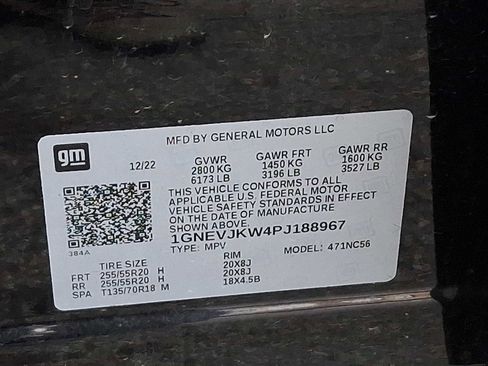 MFD BY GENERAL MOTORS LLC
gm
12/22 GVWR GAWR FRT GAWR RR
2800 KG 1450 KG 1600 KG
6173 LB 3196 LB 3527 LB
THIS VEHICLE CONFORMS TO ALL
APPLICABLE U.S. FEDERAL MOTOR
VEHICLE SAFETY STANDARDS IN EFFECT
ON THE DATE OF MANUFACTURE
SHOWN ABOVE.
1GNEVJKW4PJ188967
384A
TYPE: MPV MODEL: 471NC56
TIRE SIZE RIM
FRT 255/55R20 H 20X8J
RR 255/55R20 H 20X8J
SPA T135/70R18 M 18X4.5B